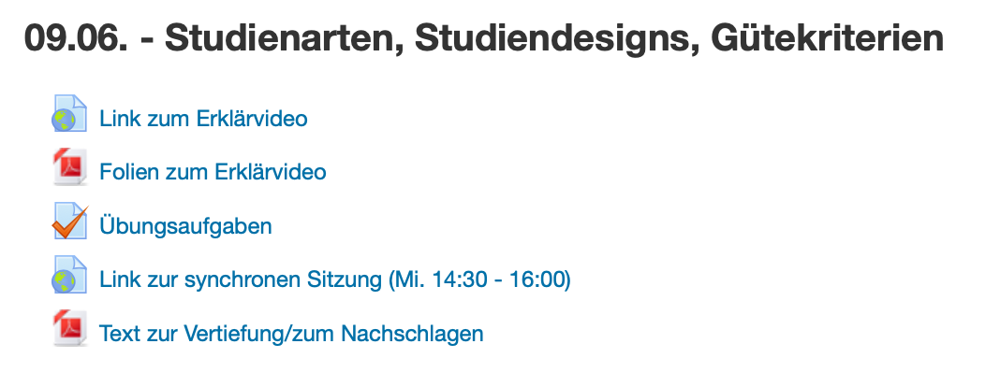 09.06. - Studienarten, Studiendesigns, Gütekriterien
Link zum Erklärvideo
Folien zum Erklärvideo
Übungsaufgaben
Link zur synchronen Sitzung (Mi. 14:30 - 16:00)
Text zur Vertiefung/zum Nachschlagen